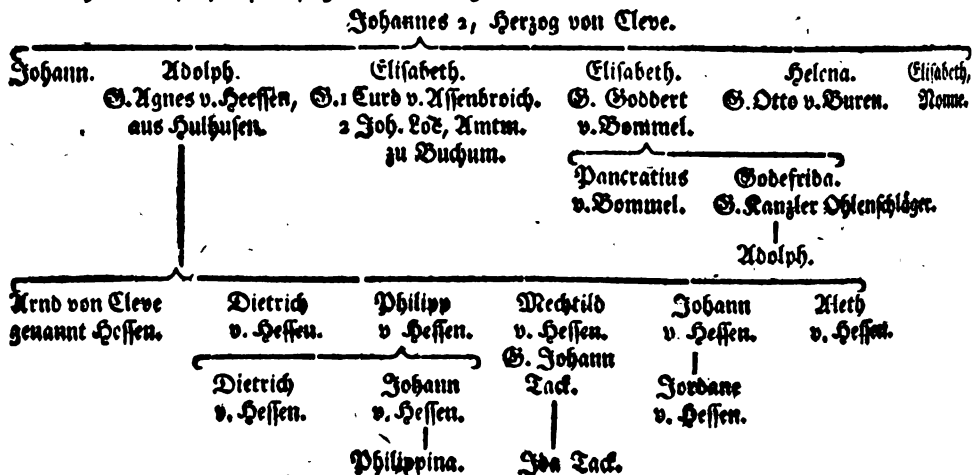 Johannes 2, Herzog von Cleve.
Johann. Adolph. Elisabeth. Elisabeth. Helena. Elisabeth,
G. Agnes v. Heessen, G. 1 Curd v. Assenbroich. G. Goddert G. Otto v. Buren. Nonne.
aus Hulhusen. 2 Joh. Lok, Amtm. v. Bommel.
zu Buchum.
Pancratius Godefrida.
v. Bommel. G. Kanzler Ohlenschläger.
Adolph.
Arnd von Cleve Dietrich Philipp Mechtild Johann Aleth
genannt Hessen. v. Hessen. v Hessen. v. Hessen. v. Hessen. v. Hessen.
G. Johann
Dietrich Johann Tack. Jordane
v. Hessen. v. Hessen. v. Hessen.
Philippina. Ida Tack.